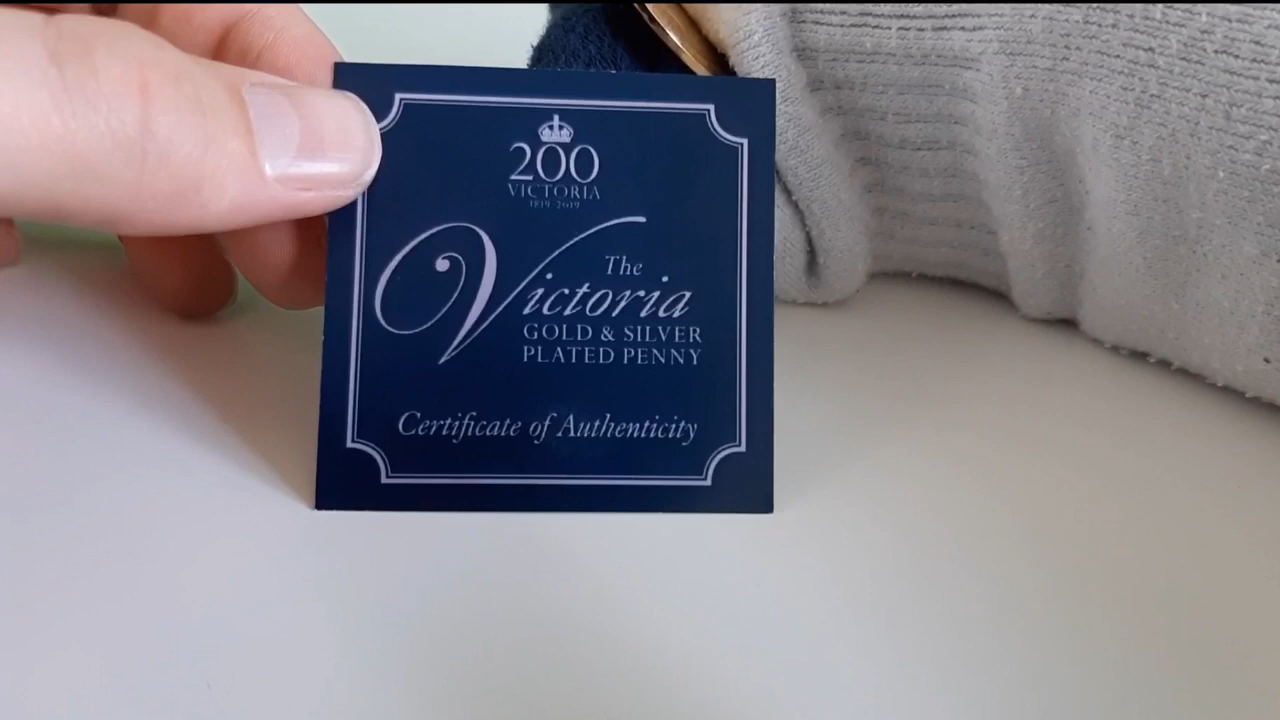 200
VICTORIA
1819-2019
The
Victoria
GOLD & SILVER
PLATED PENNY
Certificate of Authenticity